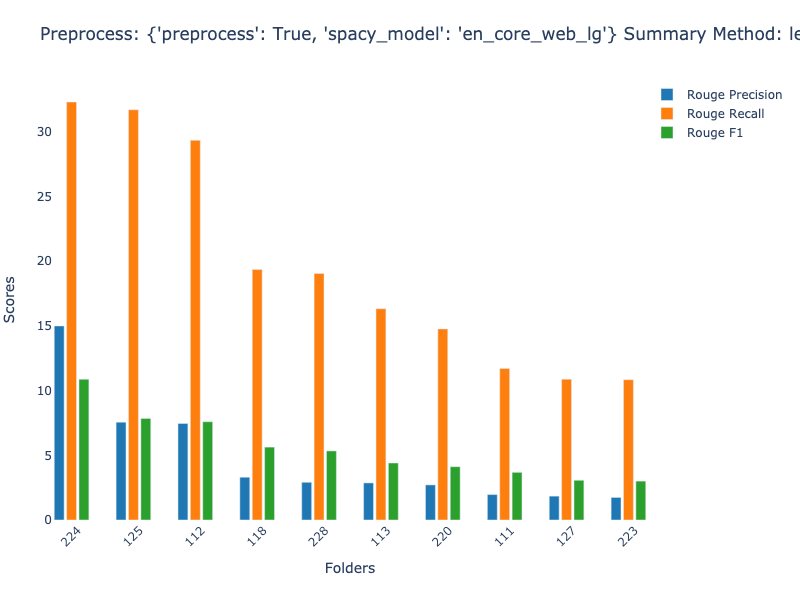 Preprocess: {'preprocess': True, 'spacy_model': 'en_core_web_lg'} Summary Method: le
Rouge Precision
Rouge Recall
Rouge F1
30
25
20
15
10
5
0
Scores
224 125 112 118 228 113 220 111 127 223
Folders